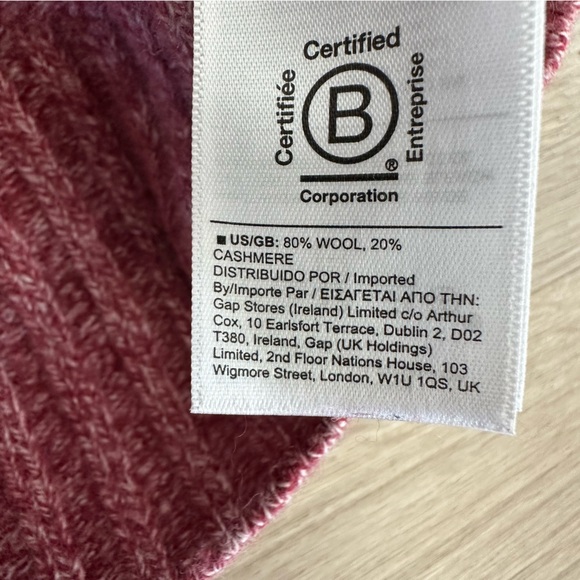 Certified
Certifiée
B
Entreprise
®
Corporation
■ US/GB: 80% WOOL, 20%
CASHMERE
DISTRIBUIDO POR / Imported
By/Importe Par / ΕΙΣΑΓΕΤΑΙ ΑΠΟ ΤΗΝ:
Gap Stores (Ireland) Limited c/o Arthur
Cox, 10 Earlsfort Terrace, Dublin 2, D02
T380, Ireland, Gap (UK Holdings)
Limited, 2nd Floor Nations House, 103
Wigmore Street, London, W1U 1QS, UK